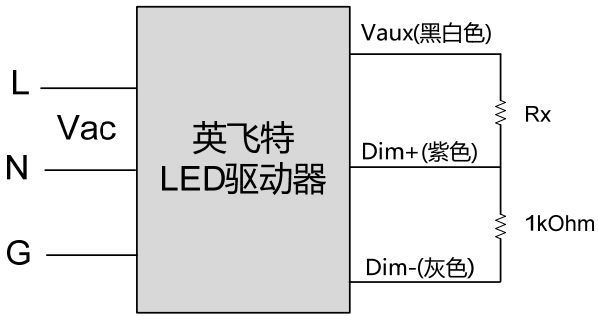 Vaux(黑白色)
L
Rx
Vac
英飞特
LED驱动器
Dim+(紫色)
N
1kOhm
G
Dim-(灰色)